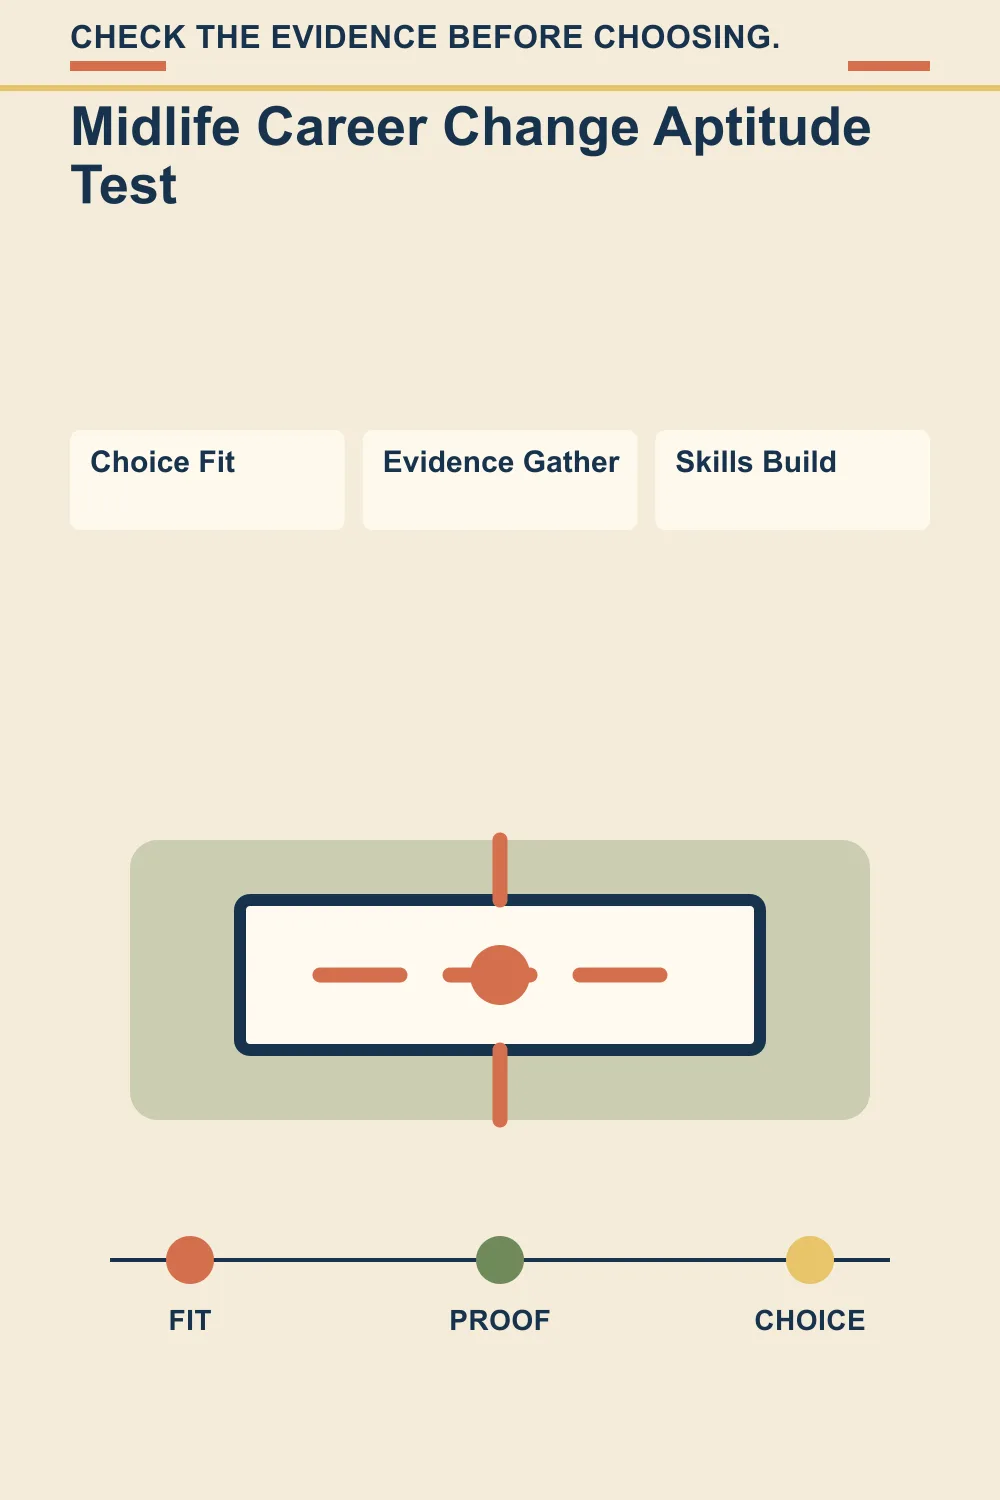 CHECK THE EVIDENCE BEFORE CHOOSING.
Midlife Career Change Aptitude
Test
Choice Fit
Evidence Gather
Skills Build
FIT
PROOF
CHOICE